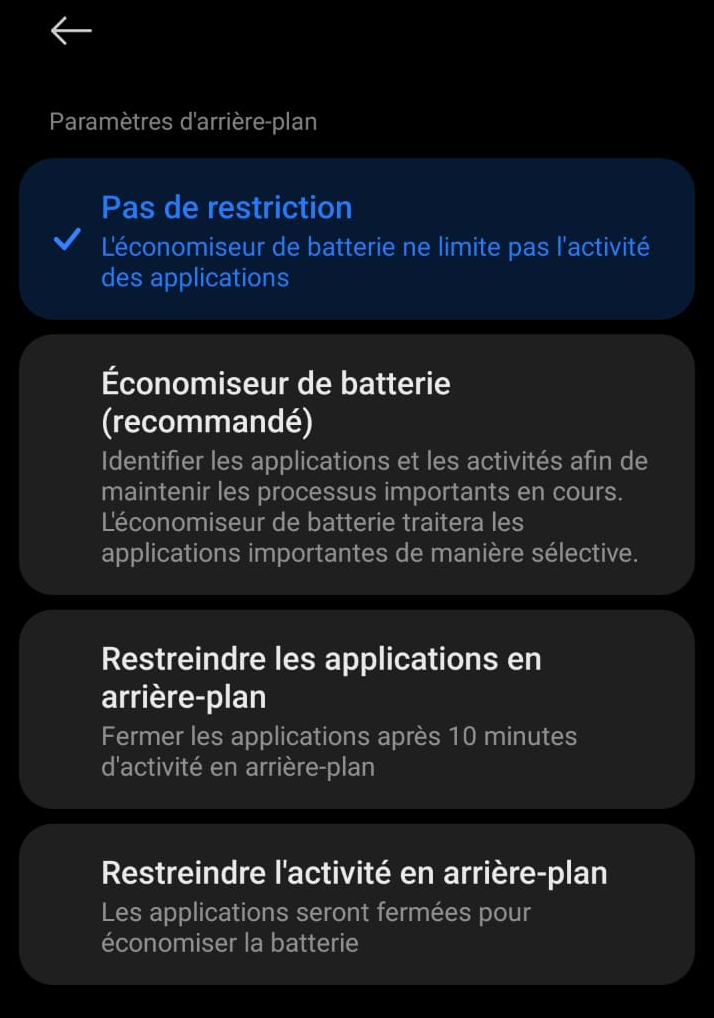 Paramètres d'arrière-plan
Pas de restriction
L'économiseur de batterie ne limite pas l'activité
des applications
Économiseur de batterie
(recommandé)
Identifier les applications et les activités afin de
maintenir les processus importants en cours.
L'économiseur de batterie traitera les
applications importantes de manière sélective.
Restreindre les applications en
arrière-plan
Fermer les applications après 10 minutes
d'activité en arrière-plan
Restreindre l'activité en arrière-plan
Les applications seront fermées pour
économiser la batterie